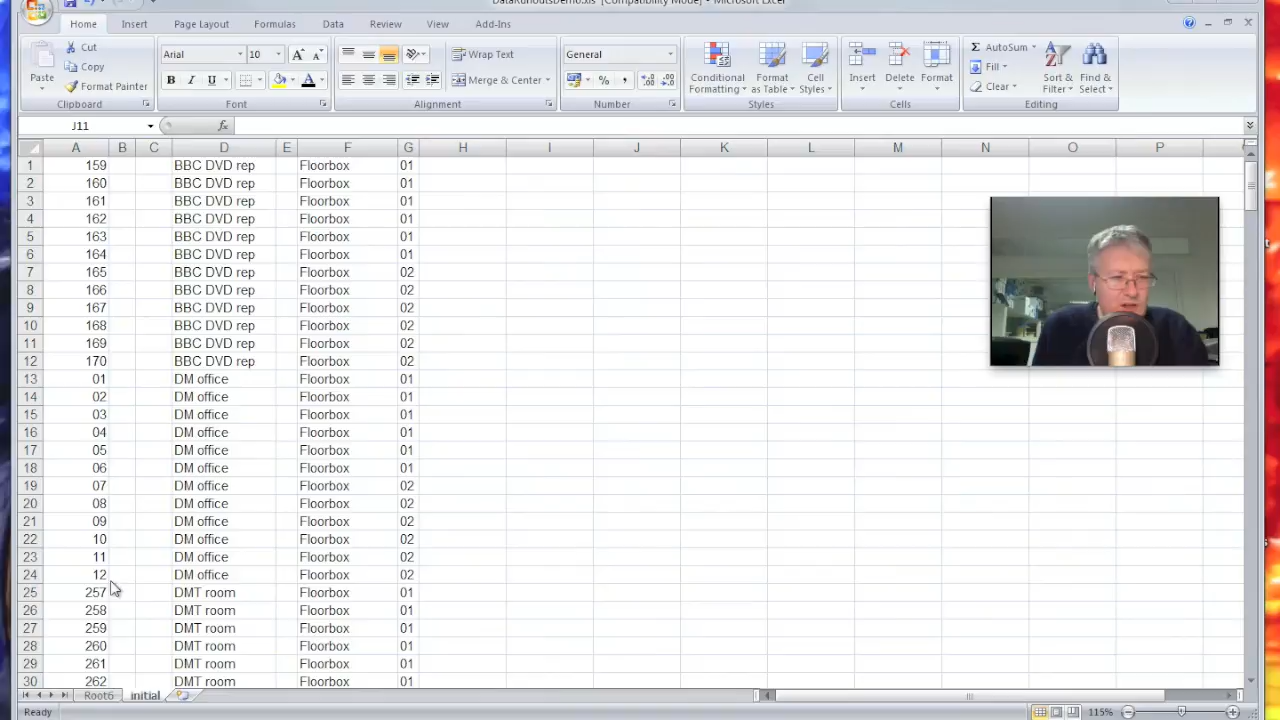 DataRunoutsDemo.xls [Compatibility Mode] - Microsoft Excel
Home Insert Page Layout Formulas Data Review View Add-Ins
Paste Cut Copy Format Painter Clipboard
Arial 10 A A B I U A Font
Wrap Text Merge & Center Alignment
General % , .00 Number
Conditional Formatting Format as Table Cell Styles Styles
Insert Delete Format Cells
Σ AutoSum Fill Clear Sort & Filter Find & Select Editing
J11 fx
A B C D E F G H I J K L M N O P
1 159 BBC DVD rep Floorbox 01
2 160 BBC DVD rep Floorbox 01
3 161 BBC DVD rep Floorbox 01
4 162 BBC DVD rep Floorbox 01
5 163 BBC DVD rep Floorbox 01
6 164 BBC DVD rep Floorbox 01
7 165 BBC DVD rep Floorbox 02
8 166 BBC DVD rep Floorbox 02
9 167 BBC DVD rep Floorbox 02
10 168 BBC DVD rep Floorbox 02
11 169 BBC DVD rep Floorbox 02
12 170 BBC DVD rep Floorbox 02
13 01 DM office Floorbox 01
14 02 DM office Floorbox 01
15 03 DM office Floorbox 01
16 04 DM office Floorbox 01
17 05 DM office Floorbox 01
18 06 DM office Floorbox 01
19 07 DM office Floorbox 02
20 08 DM office Floorbox 02
21 09 DM office Floorbox 02
22 10 DM office Floorbox 02
23 11 DM office Floorbox 02
24 12 DM office Floorbox 02
25 257 DMT room Floorbox 01
26 258 DMT room Floorbox 01
27 259 DMT room Floorbox 01
28 260 DMT room Floorbox 01
29 261 DMT room Floorbox 01
30 262 DMT room Floorbox 01
Root6 initial
Ready 115%